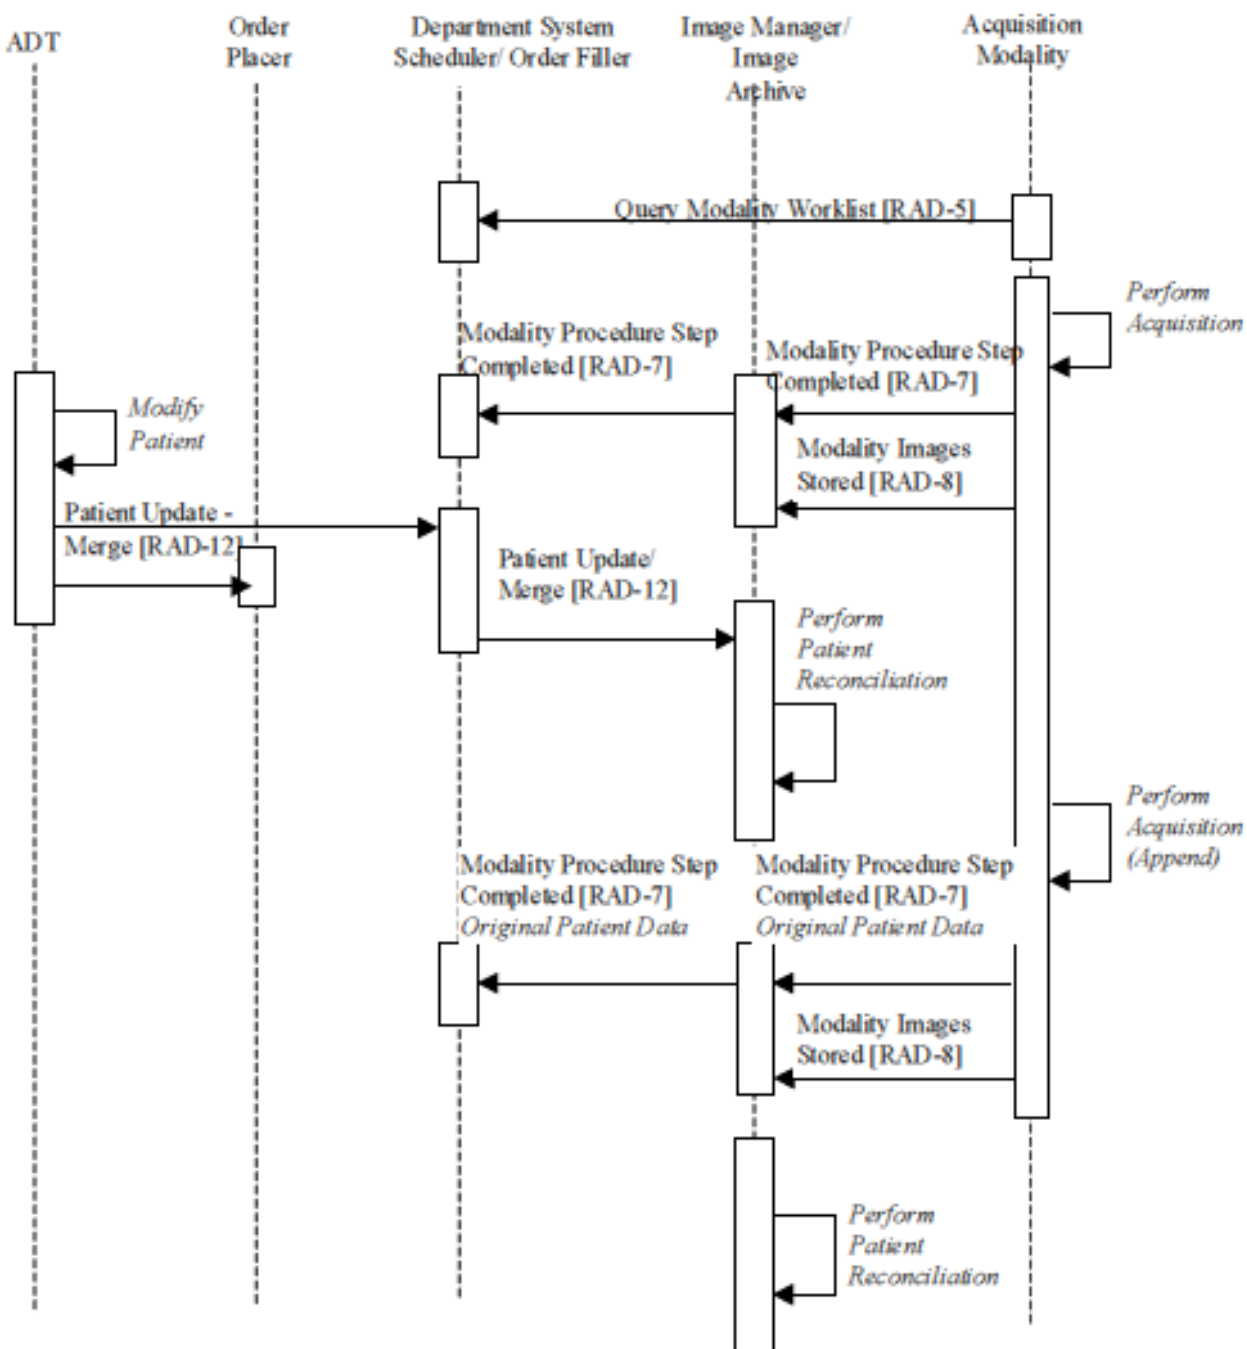 ADT
Order
Placer
Department System
Scheduler/ Order Filler
Image Manager/
Image
Archive
Acquisition
Modality
Query Modality Worklist [RAD-5]
Perform
Acquisition
Modality Procedure Step
Completed [RAD-7]
Modality Procedure Step
Completed [RAD-7]
Modify
Patient
Modality Images
Stored [RAD-8]
Patient Update -
Merge [RAD-12]
Patient Update/
Merge [RAD-12]
Perform
Patient
Reconciliation
Perform
Acquisition
(Append)
Modality Procedure Step
Completed [RAD-7]
Original Patient Data
Modality Procedure Step
Completed [RAD-7]
Original Patient Data
Modality Images
Stored [RAD-8]
Perform
Patient
Reconciliation